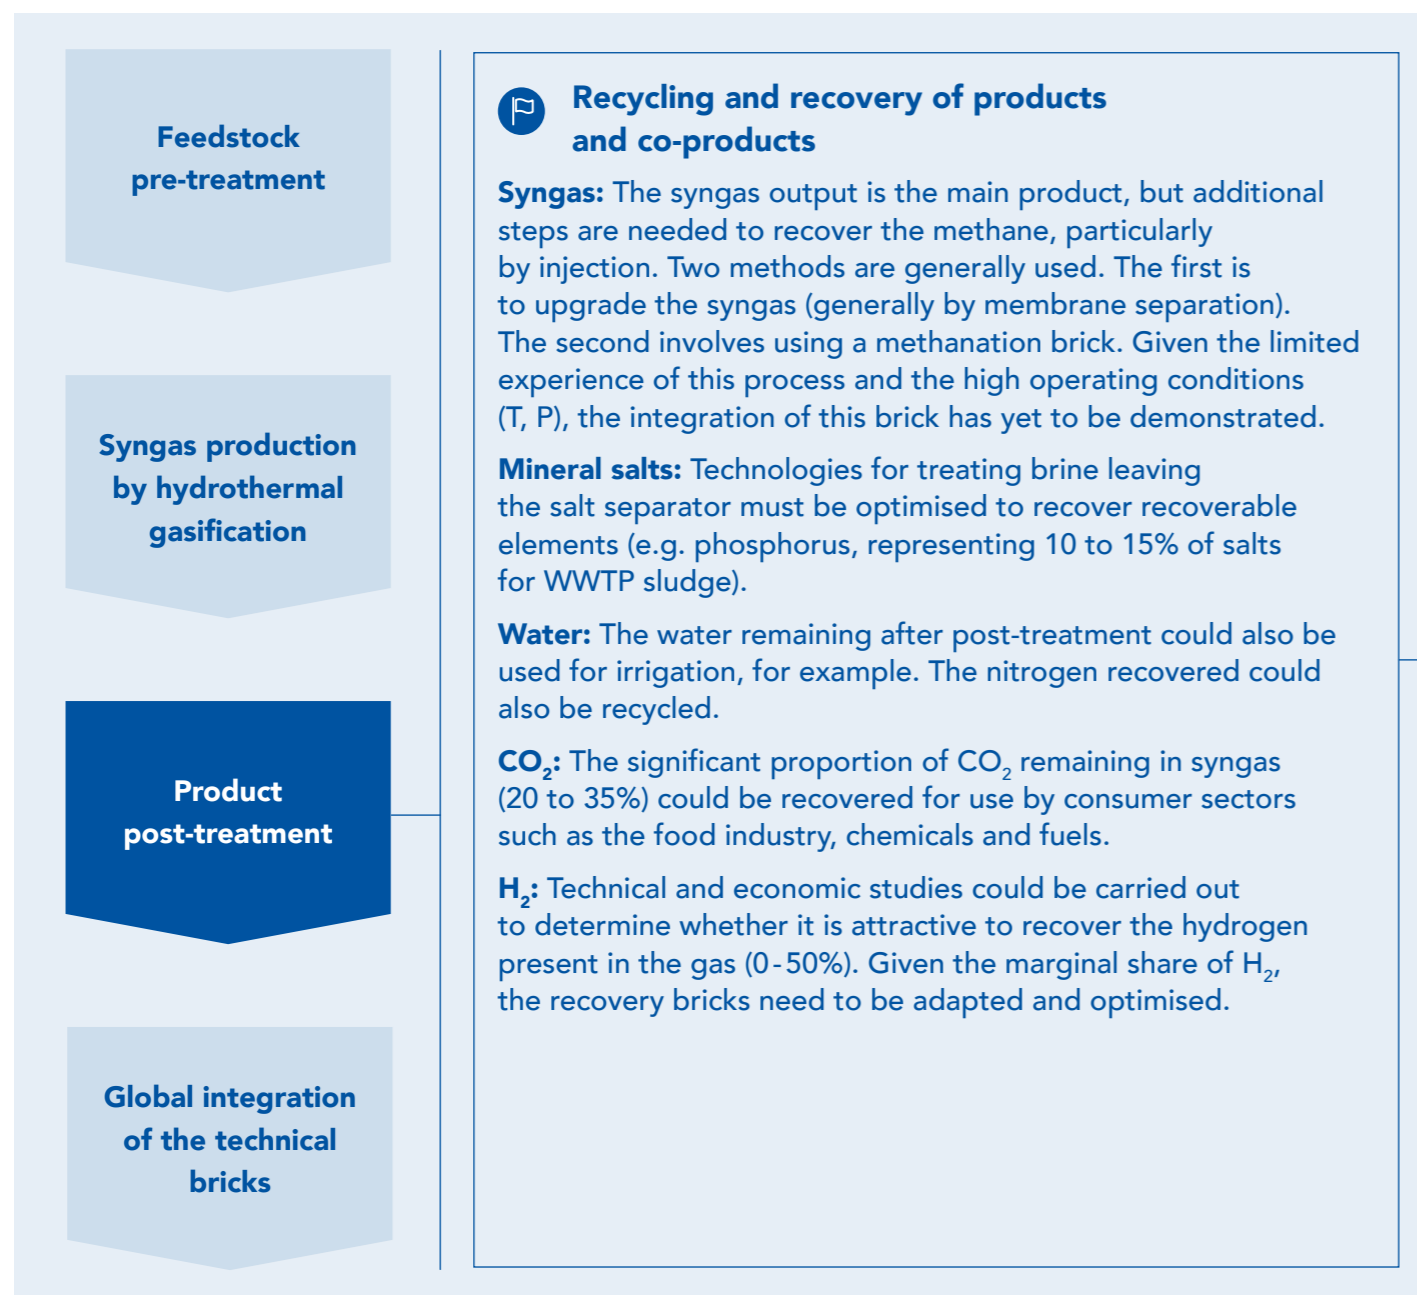 Feedstock
pre-treatment
Syngas production
by hydrothermal
gasification
Product
post-treatment
Global integration
of the technical
bricks
Recycling and recovery of products
and co-products
Syngas: The syngas output is the main product, but additional
steps are needed to recover the methane, particularly
by injection. Two methods are generally used. The first is
to upgrade the syngas (generally by membrane separation).
The second involves using a methanation brick. Given the limited
experience of this process and the high operating conditions
(T, P), the integration of this brick has yet to be demonstrated.
Mineral salts: Technologies for treating brine leaving
the salt separator must be optimised to recover recoverable
elements (e.g. phosphorus, representing 10 to 15% of salts
for WWTP sludge).
Water: The water remaining after post-treatment could also be
used for irrigation, for example. The nitrogen recovered could
also be recycled.
CO₂: The significant proportion of CO₂ remaining in syngas
(20 to 35%) could be recovered for use by consumer sectors
such as the food industry, chemicals and fuels.
H₂: Technical and economic studies could be carried out
to determine whether it is attractive to recover the hydrogen
present in the gas (0-50%). Given the marginal share of H₂,
the recovery bricks need to be adapted and optimised.